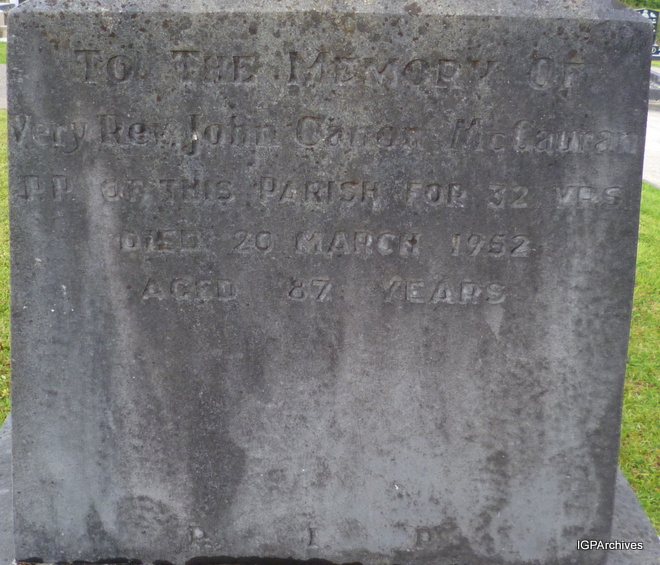 TO THE MEMORY OF
Very Rev. John Canon McGauran
P.P. OF THIS PARISH FOR 32 YRS
DIED 20 MARCH 1952
AGED 87 YEARS
R I P
IGPArchives